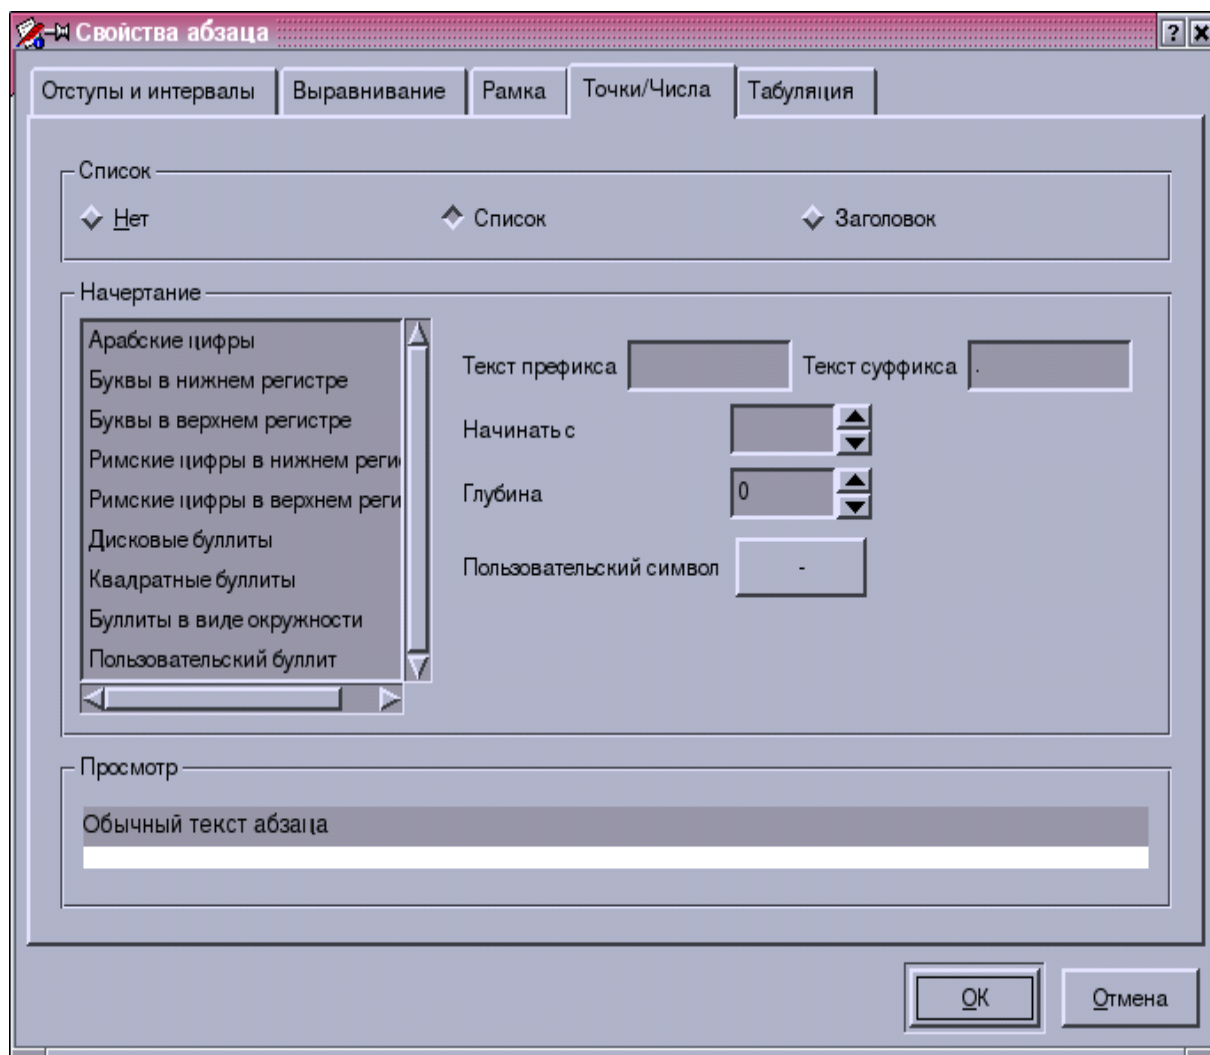 Свойства абзаца
Отступы и интервалы
Выравнивание
Рамка
Точки/Числа
Табуляция
Список
Нет
Список
Заголовок
Начертание
Арабские цифры
Буквы в нижнем регистре
Буквы в верхнем регистре
Римские цифры в нижнем реги
Римские цифры в верхнем реги
Дисковые буллиты
Квадратные буллиты
Буллиты в виде окружности
Пользовательский буллит
Текст префикса
Текст суффикса .
Начинать с
Глубина 0
Пользовательский символ -
Просмотр
Обычный текст абзаца
OK
Отмена